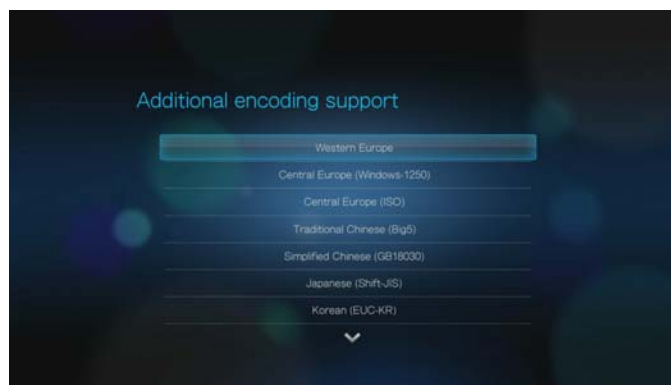 Additional encoding support
Western Europe
Central Europe (Windows-1250)
Central Europe (ISO)
Traditional Chinese (Big5)
Simplified Chinese (GB18030)
Japanese (Shift-JIS)
Korean (EUC-KR)